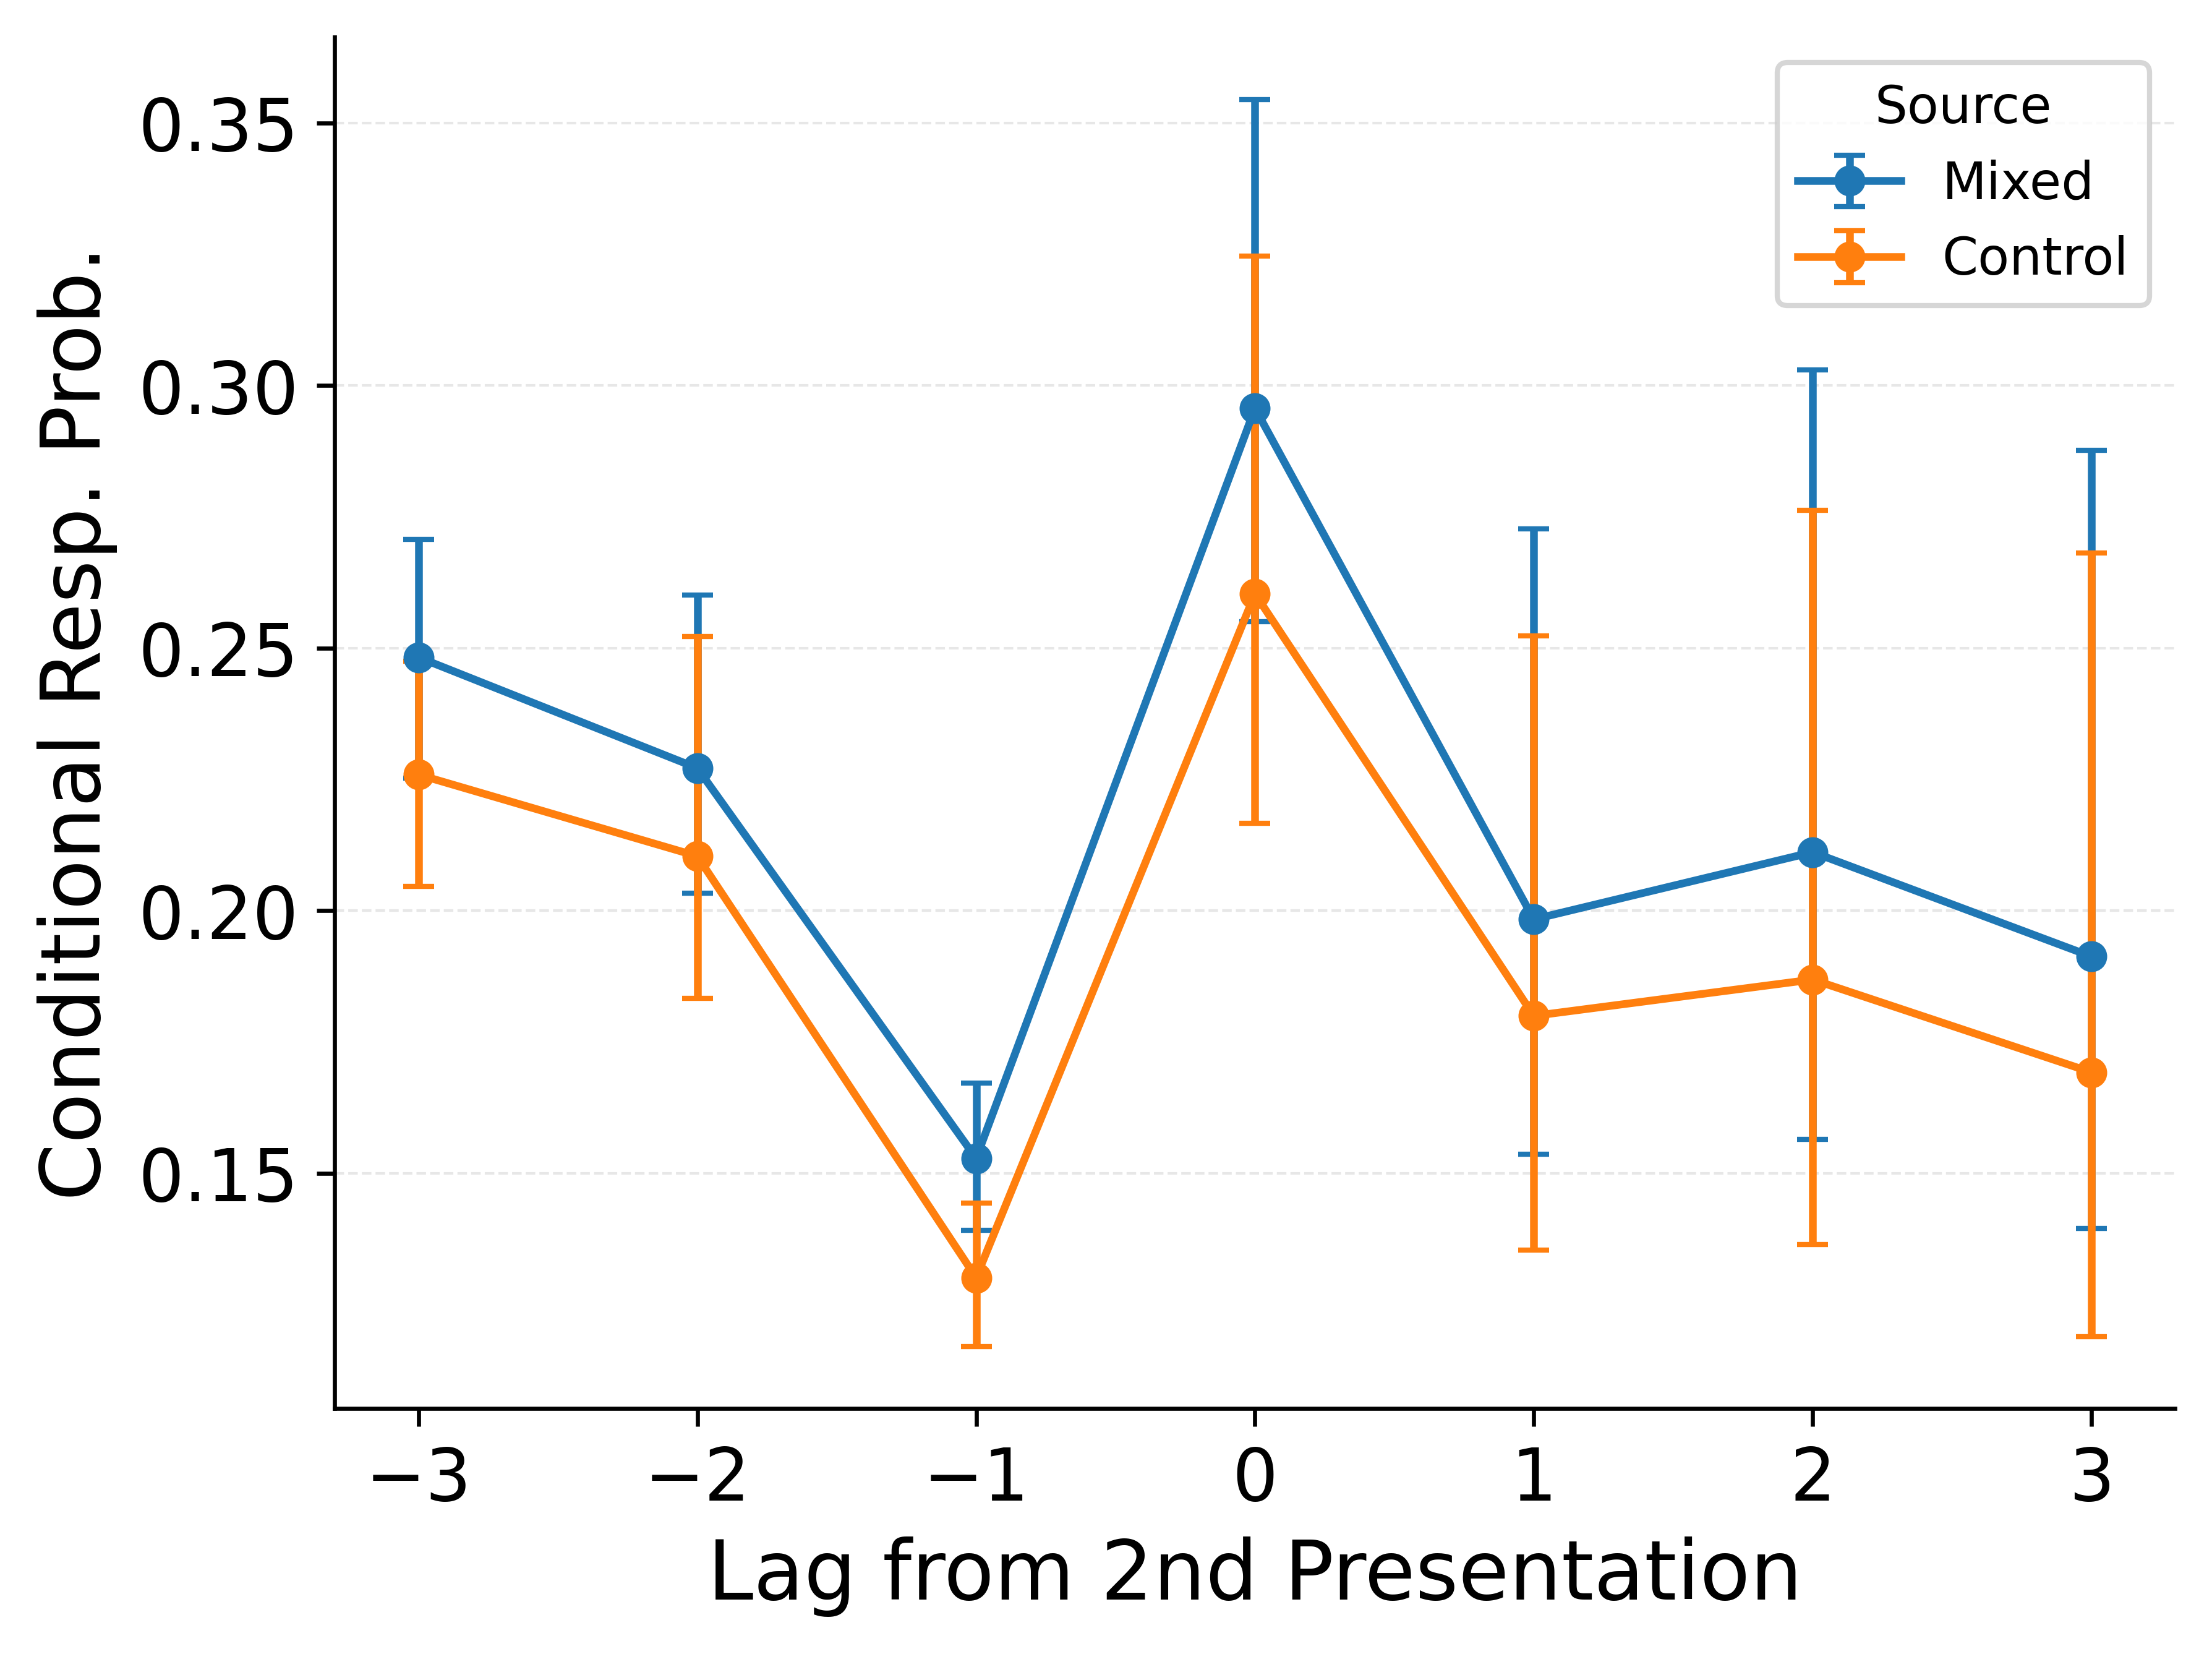 Conditional Resp. Prob.
0.35
0.30
0.25
0.20
0.15
Source
Mixed
Control
−3 −2 −1 0 1 2 3
Lag from 2nd Presentation